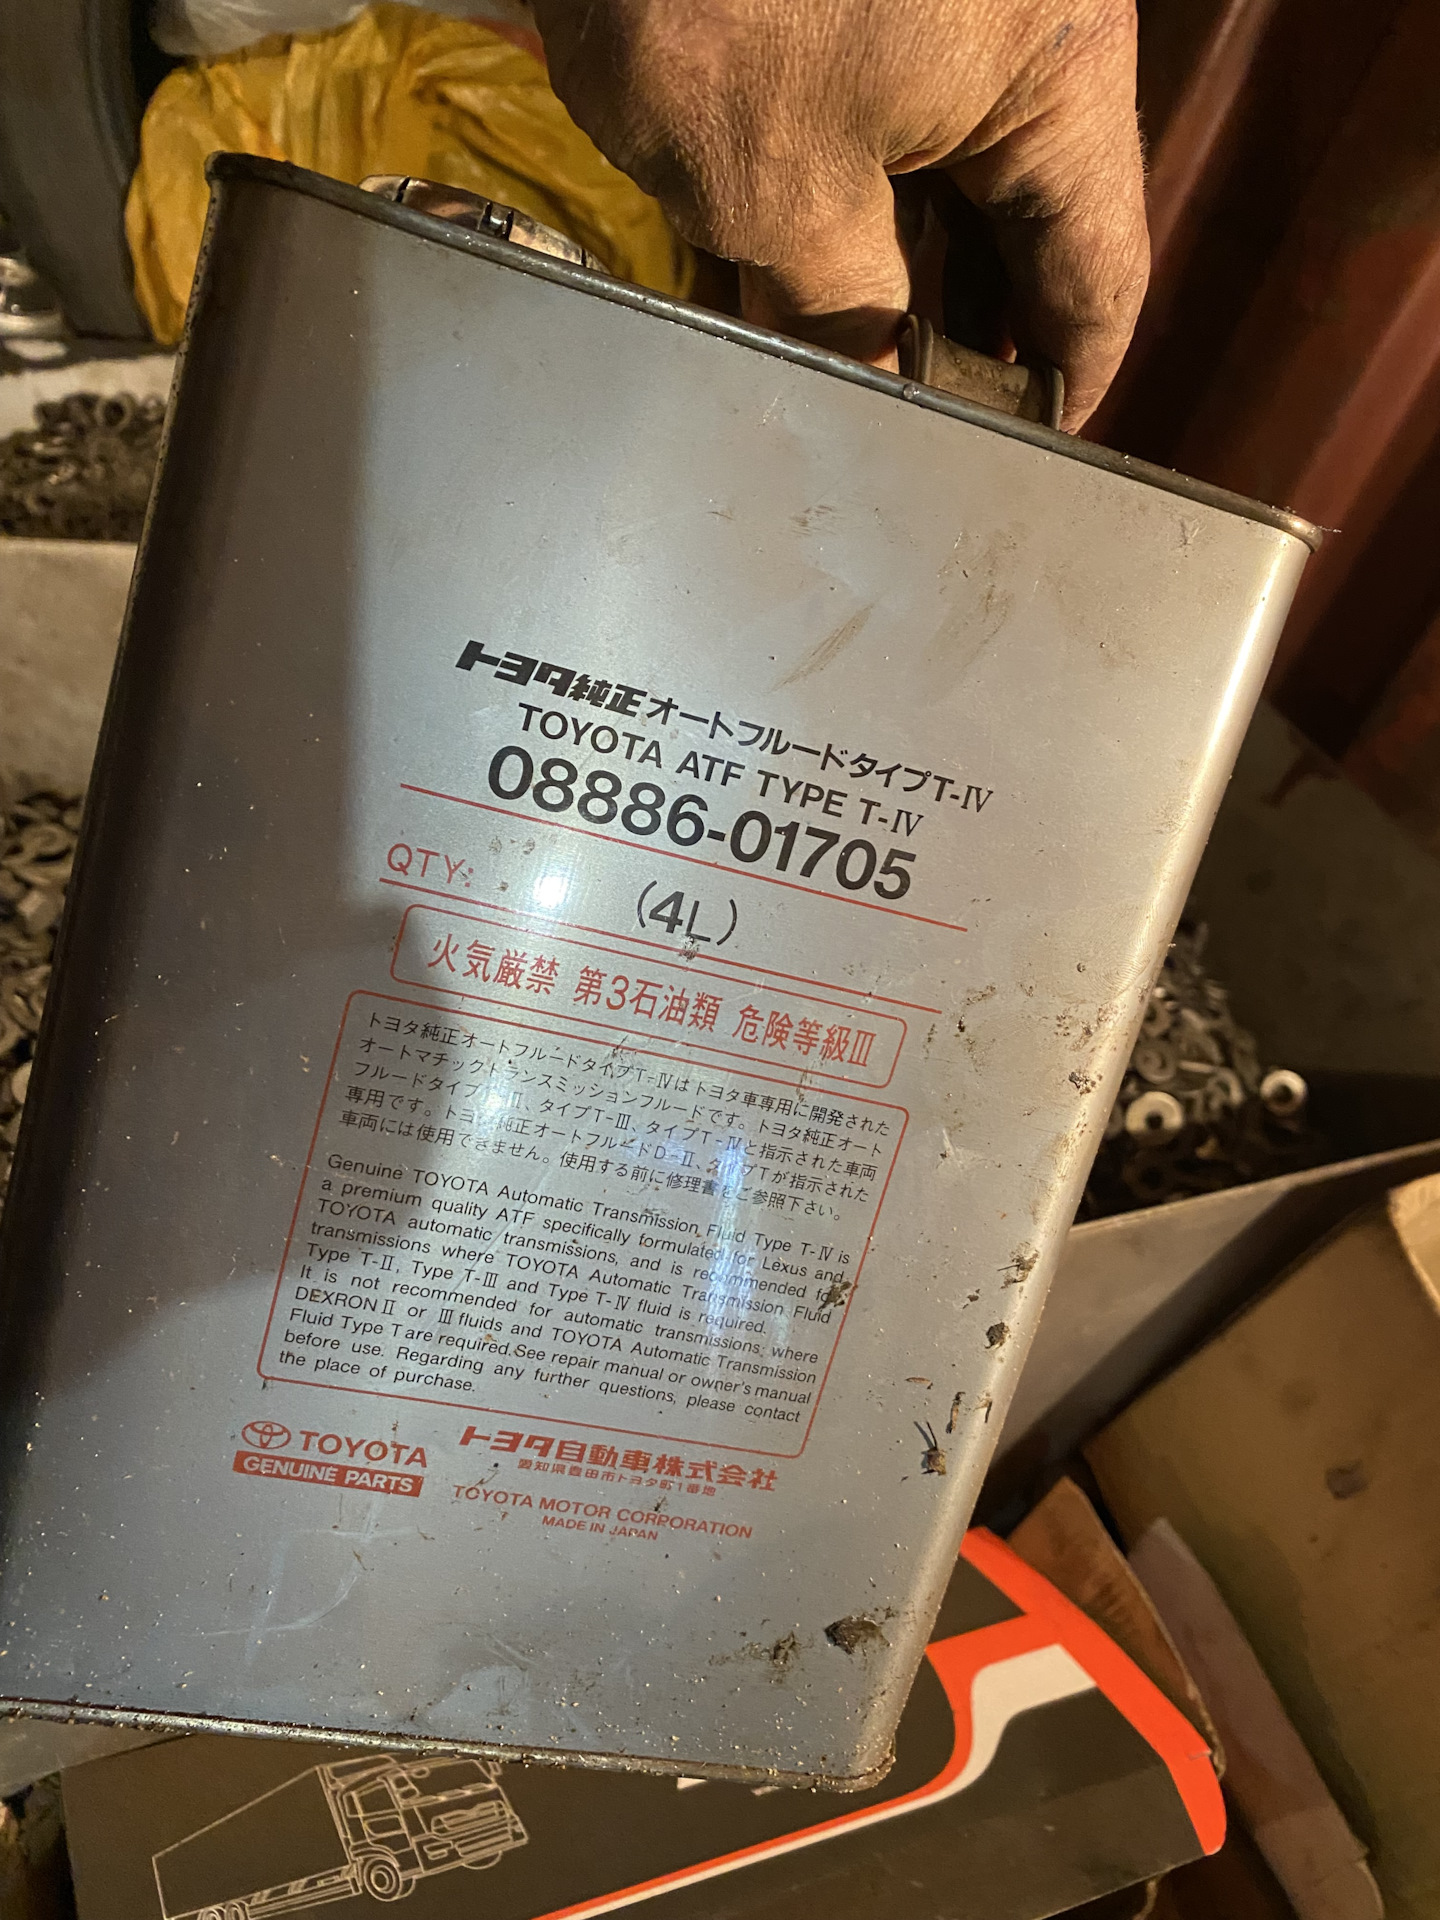 トヨタ純正オートフルードタイプT-Ⅳ
TOYOTA ATF TYPE T-Ⅳ
08886-01705
QTY:
(4L)
火気厳禁 第3石油類 危険等級Ⅲ
トヨタ純正オートフルードタイプT-Ⅳはトヨタ車専用に開発された
オートマチックトランスミッションフルードです。トヨタ純正オート
フルードタイプ Ⅱ、タイプT-Ⅲ、タイプT-Ⅳと指示された車両
専用です。トヨタ純正オートフルードD-Ⅱ、タイプTが指示された
車両には使用できません。使用する前に修理書をご参照下さい。
Genuine TOYOTA Automatic Transmission Fluid Type T-Ⅳ is
a premium quality ATF specifically formulated for Lexus and
TOYOTA automatic transmissions, and is recommended for
transmissions where TOYOTA Automatic Transmission Fluid
Type T-Ⅱ, Type T-Ⅲ and Type T-Ⅳ fluid is required.
It is not recommended for automatic transmissions; where
DEXRON Ⅱ or Ⅲ fluids and TOYOTA Automatic Transmission
Fluid Type T are required. See repair manual or owner's manual
before use. Regarding any further questions, please contact
the place of purchase.
TOYOTA
GENUINE PARTS
トヨタ自動車株式会社
愛知県豊田市トヨタ町1番地
TOYOTA MOTOR CORPORATION
MADE IN JAPAN